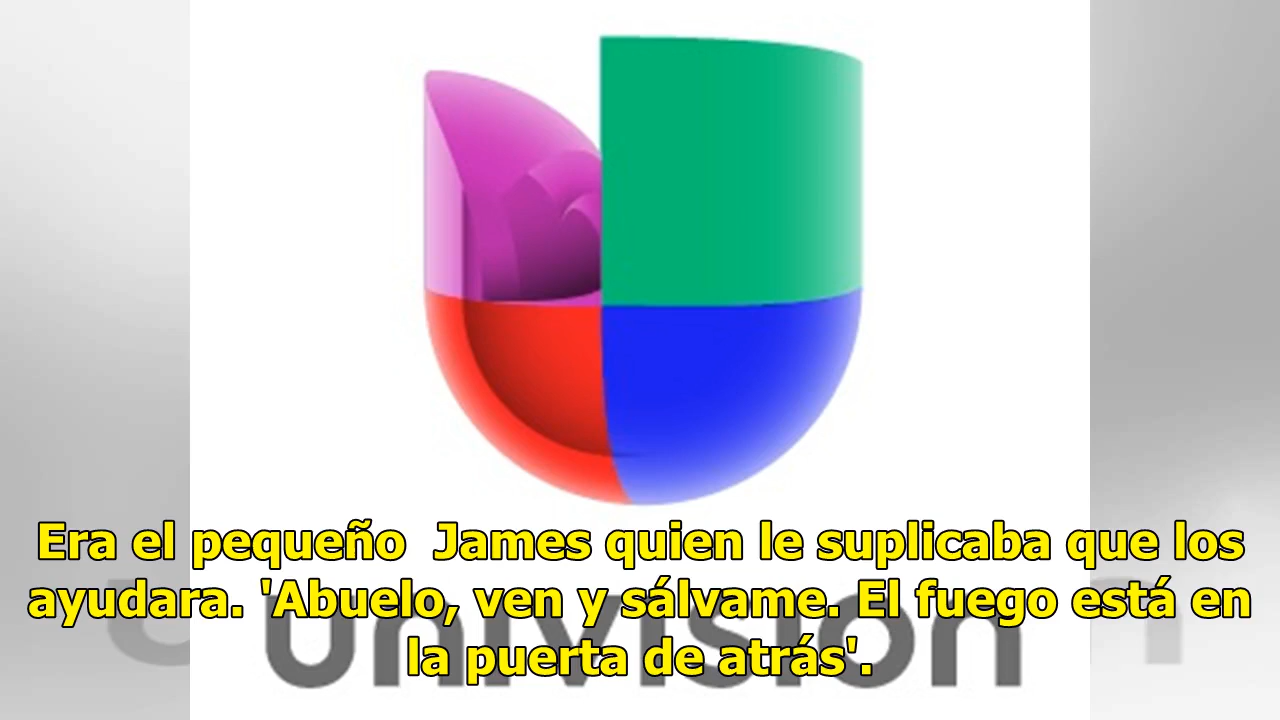 Era el pequeño  James quien le suplicaba que los
ayudara. 'Abuelo, ven y sálvame. El fuego está en
la puerta de atrás'.
univision